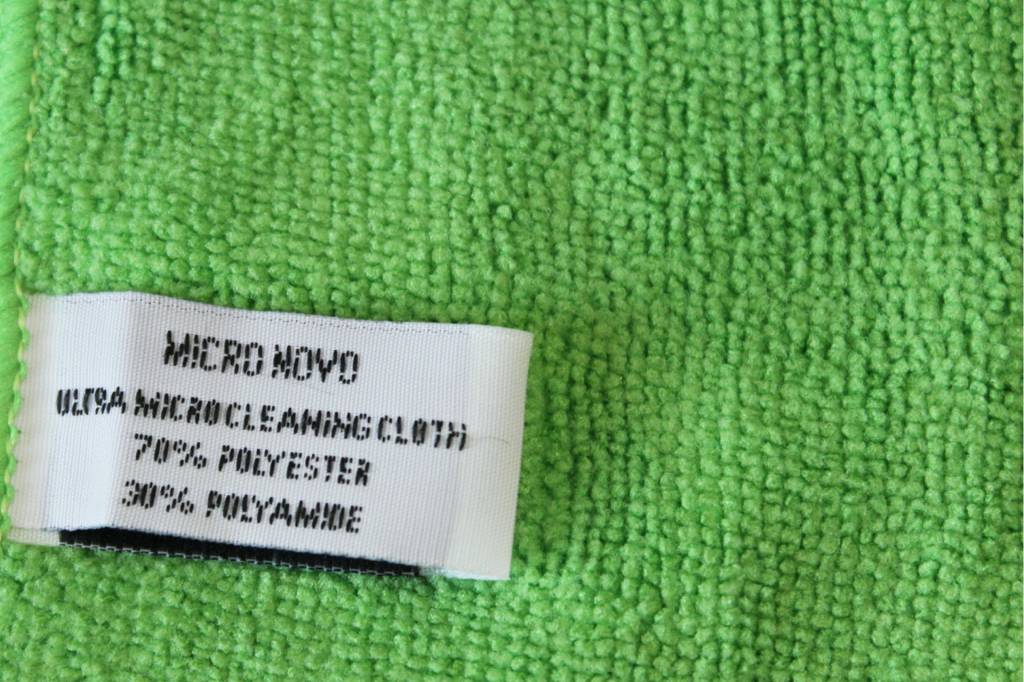 MICRO NOVO
ULTRA MICRO CLEANING CLOTH
70% POLYESTER
30% POLYAMIDE